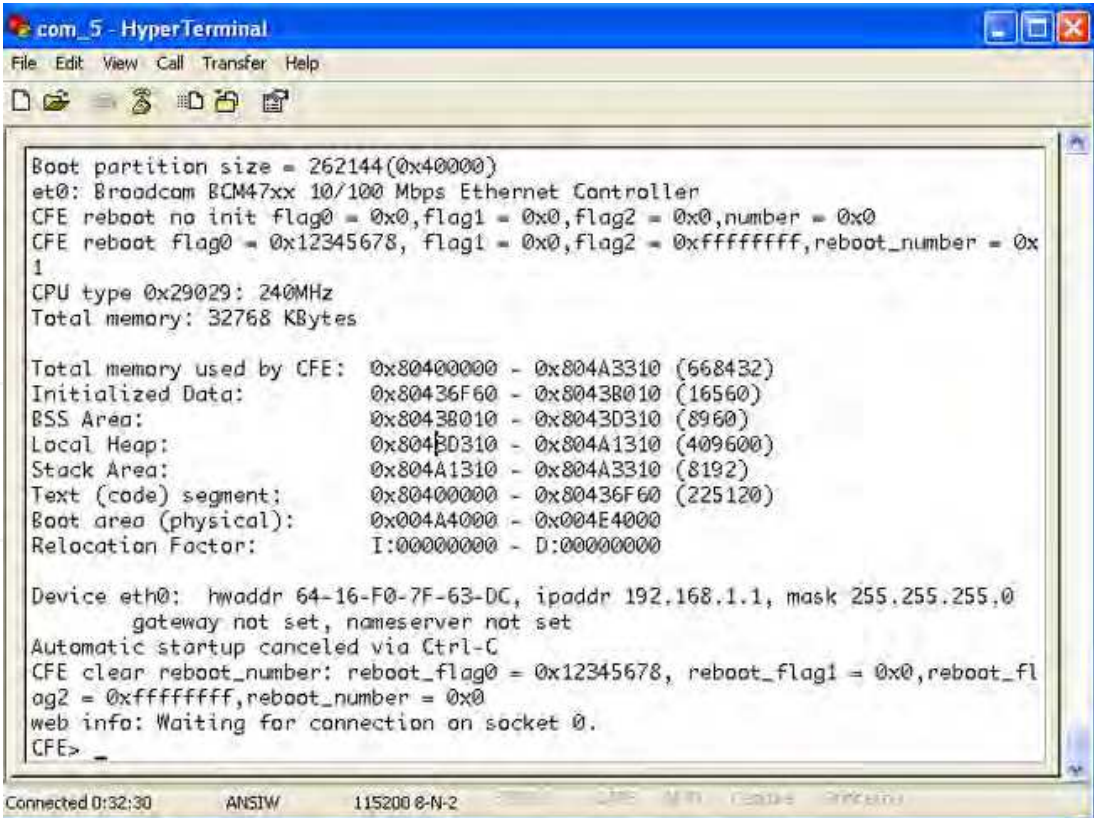 com_5 - HyperTerminal
File Edit View Call Transfer Help
Boot partition size = 262144(0x40000)
et0: Broadcom BCM47xx 10/100 Mbps Ethernet Controller
CFE reboot no init flag0 = 0x0,flag1 = 0x0,flag2 = 0x0,number = 0x0
CFE reboot flag0 = 0x12345678, flag1 = 0x0,flag2 = 0xffffffff,reboot_number = 0x
1
CPU type 0x29029: 240MHz
Total memory: 32768 KBytes
Total memory used by CFE: 0x80400000 - 0x804A3310 (668432)
Initialized Data: 0x80436F60 - 0x8043B010 (16560)
BSS Area: 0x8043B010 - 0x8043D310 (8960)
Local Heap: 0x8043D310 - 0x804A1310 (409600)
Stack Area: 0x804A1310 - 0x804A3310 (8192)
Text (code) segment: 0x80400000 - 0x80436F60 (225120)
Boot area (physical): 0x004A4000 - 0x004E4000
Relocation Factor: I:00000000 - D:00000000
Device eth0: hwaddr 64-16-F0-7F-63-DC, ipaddr 192.168.1.1, mask 255.255.255.0
gateway not set, nameserver not set
Automatic startup canceled via Ctrl-C
CFE clear reboot_number: reboot_flag0 = 0x12345678, reboot_flag1 = 0x0,reboot_fl
ag2 = 0xffffffff,reboot_number = 0x0
web info: Waiting for connection on socket 0.
CFE> _
Connected 0:32:30 ANSIW 115200 8-N-2